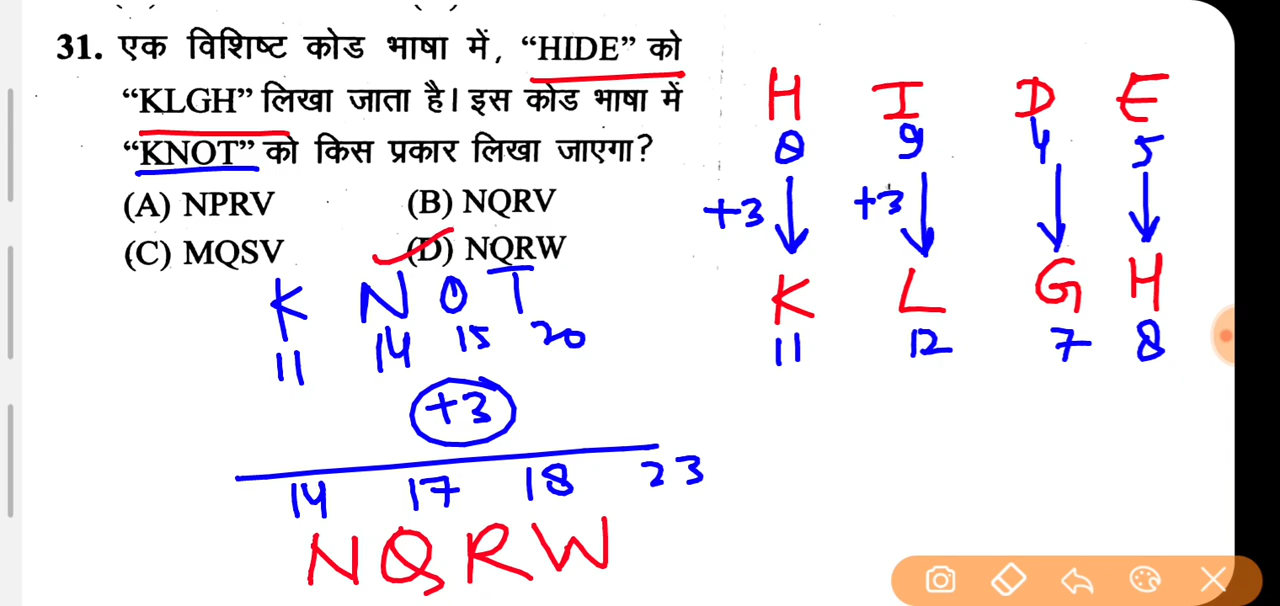 31. एक विशिष्ट कोड भाषा में, “HIDE” को
“KLGH” लिखा जाता है। इस कोड भाषा में
“KNOT” को किस प्रकार लिखा जाएगा?
(A) NPRV (B) NQRV
(C) MQSV (D) NQRW
K N O T
11 14 15 20
+3
14 17 18 23
N Q R W
H I D E
8 9 4 5
+3 +3
K L G H
11 12 7 8